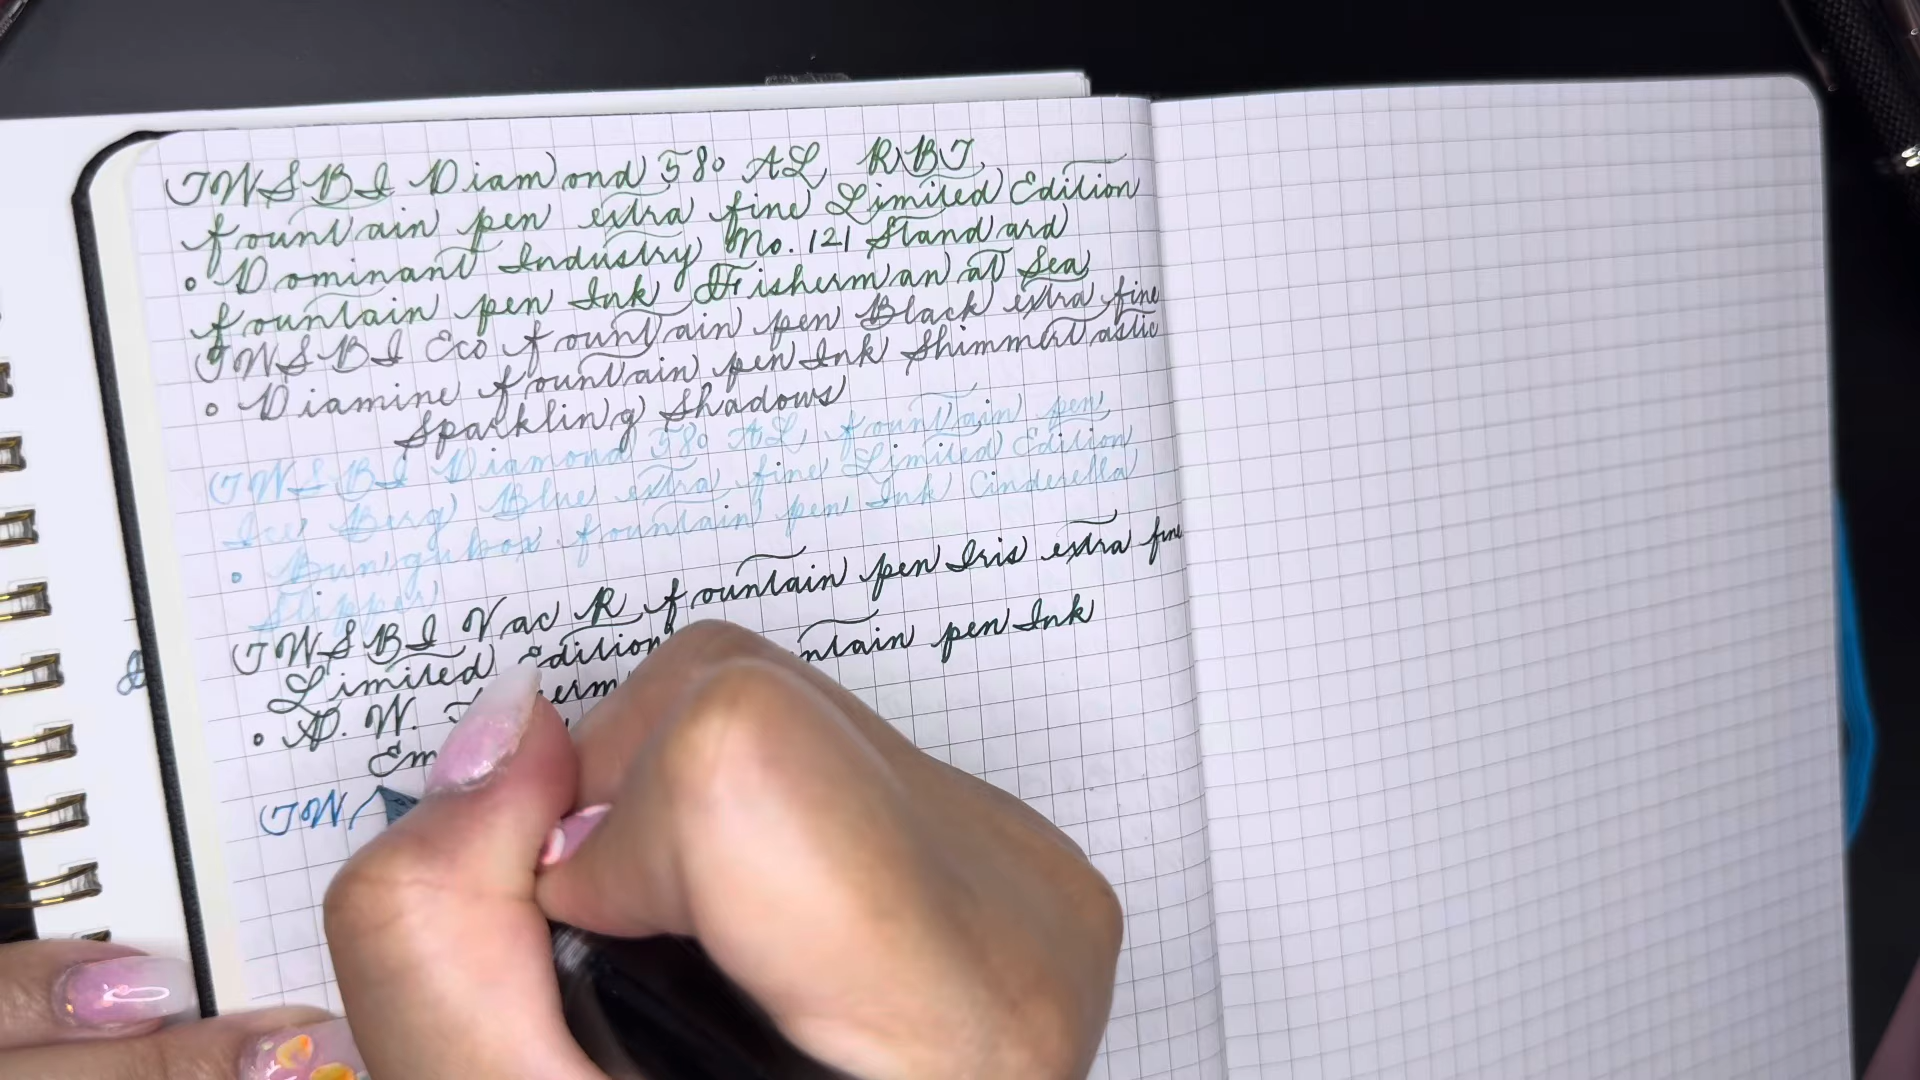 TWSBI Diamond 580 AL RBT
fountain pen extra fine Limited Edition
• Dominant Industry No. 121 Standard
fountain pen Ink Fisherman at Sea
TWSBI Eco fountain pen Black extra fine
• Diamine fountain pen Ink Shimmertastic
Sparkling Shadows
TWSBI Diamond 580 AL fountain pen
Ice Berg Blue extra fine Limited Edition
• Bungubox fountain pen Ink Cinderella
Slipper
TWSBI Vac R fountain pen Iris extra fine
Limited Edition
• D. W. pen Ink
TW